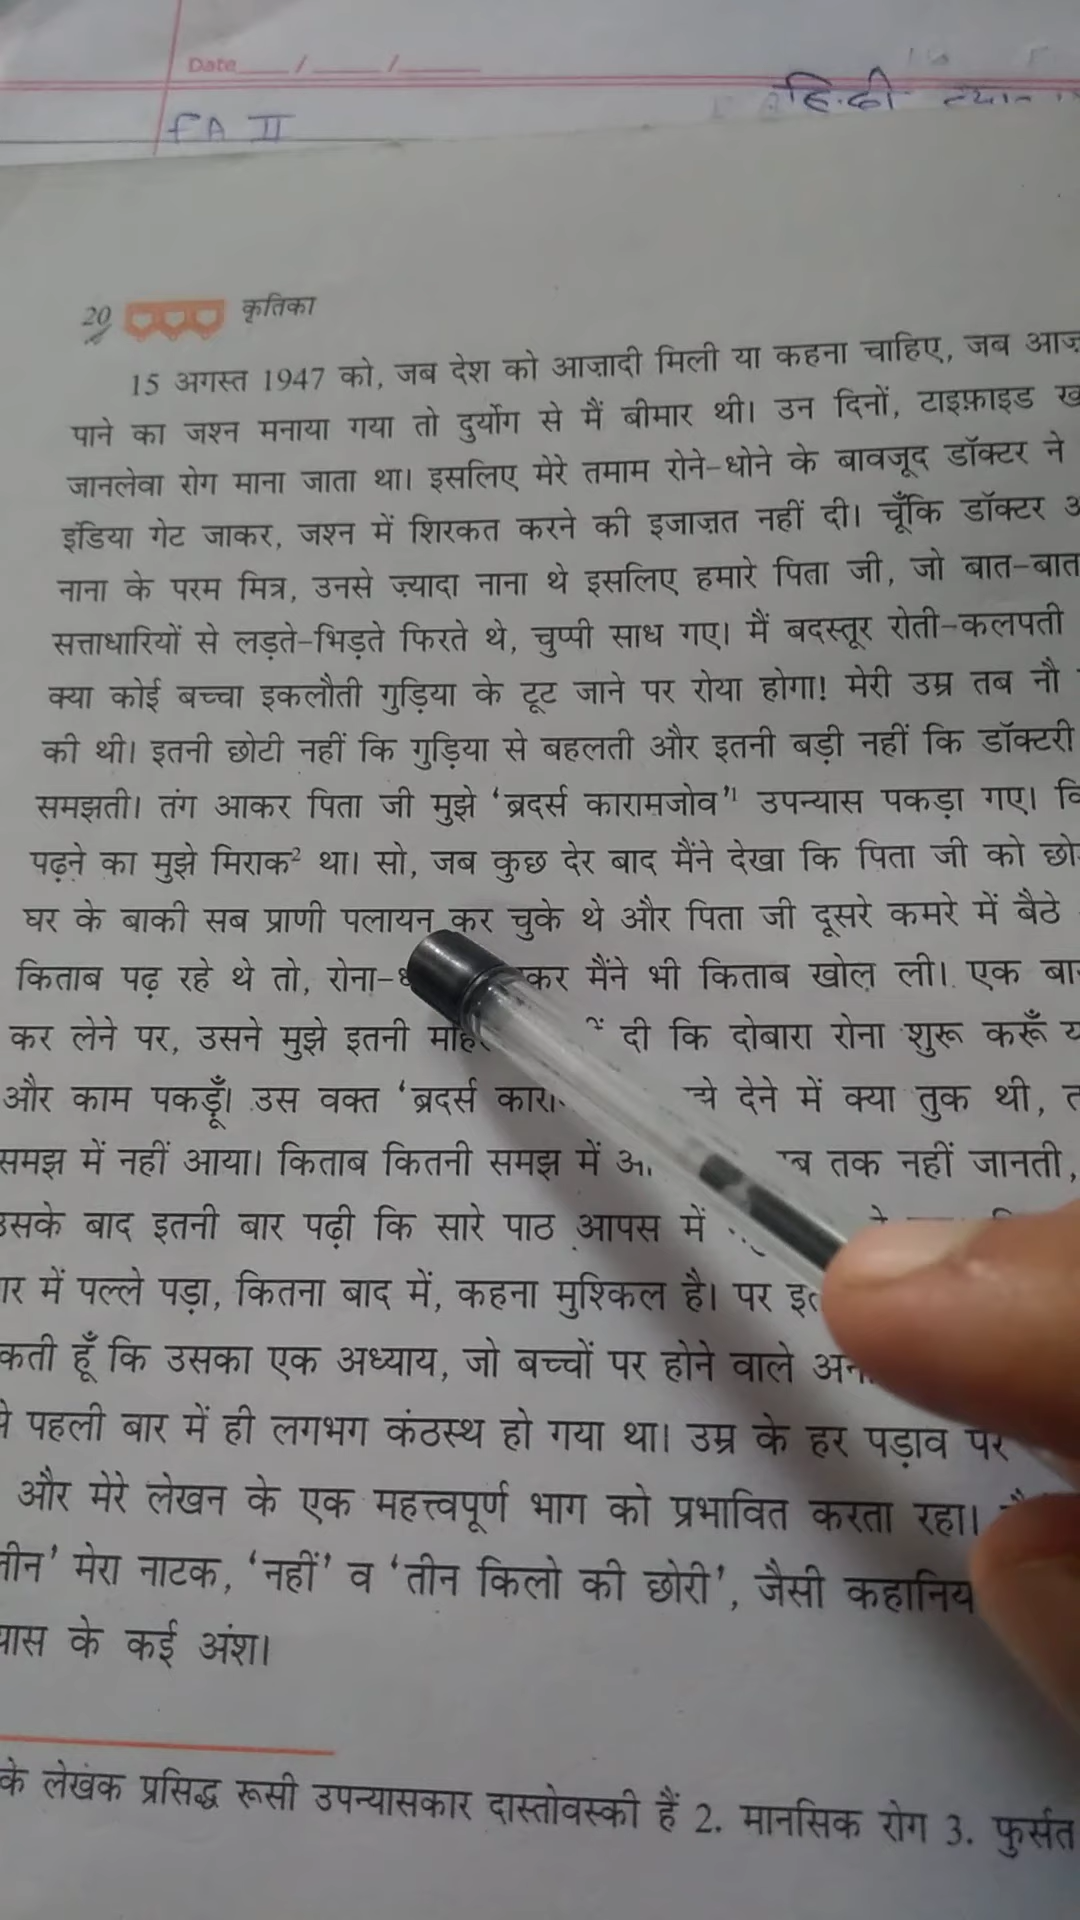 Date / /
हिन्दी
FA II
20 कृतिका
15 अगस्त 1947 को, जब देश को आज़ादी मिली या कहना चाहिए, जब
पाने का जश्न मनाया गया तो दुर्योग से मैं बीमार थी। उन दिनों, टाइफ़ाइड
जानलेवा रोग माना जाता था। इसलिए मेरे तमाम रोने-धोने के बावजूद डॉक्टर ने
इंडिया गेट जाकर, जश्न में शिरकत करने की इजाज़त नहीं दी। चूँकि डॉक्टर
नाना के परम मित्र, उनसे ज़्यादा नाना थे इसलिए हमारे पिता जी, जो बात-बात
सत्ताधारियों से लड़ते-भिड़ते फिरते थे, चुप्पी साध गए। मैं बदस्तूर रोती-कलपती
क्या कोई बच्चा इकलौती गुड़िया के टूट जाने पर रोया होगा! मेरी उम्र तब नौ
की थी। इतनी छोटी नहीं कि गुड़िया से बहलती और इतनी बड़ी नहीं कि डॉक्टरी
समझती। तंग आकर पिता जी मुझे ‘ब्रदर्स कारामजोव’¹ उपन्यास पकड़ा गए।
पढ़ने का मुझे मिराक² था। सो, जब कुछ देर बाद मैंने देखा कि पिता जी को
घर के बाकी सब प्राणी पलायन कर चुके थे और पिता जी दूसरे कमरे में बैठे
किताब पढ़ रहे थे तो, रोना- कर मैंने भी किताब खोल ली। एक
कर लेने पर, उसने मुझे इतनी दी कि दोबारा रोना शुरू करूँ
और काम पकड़ूँ। उस वक्त ‘ब्रदर्स देने में क्या तुक थी,
समझ में नहीं आया। किताब कितनी समझ में तक नहीं जानती,
उसके बाद इतनी बार पढ़ी कि सारे पाठ आपस में
में पल्ले पड़ा, कितना बाद में, कहना मुश्किल है। पर
कती हूँ कि उसका एक अध्याय, जो बच्चों पर होने वाले
पहली बार में ही लगभग कंठस्थ हो गया था। उम्र के हर पड़ाव पर
और मेरे लेखन के एक महत्त्वपूर्ण भाग को प्रभावित करता रहा।
मेरा नाटक, ‘नहीं’ व ‘तीन किलो की छोरी’, जैसी
के कई अंश।
के लेखक प्रसिद्ध रूसी उपन्यासकार दास्तोवस्की हैं 2. मानसिक रोग 3. फुर्सत